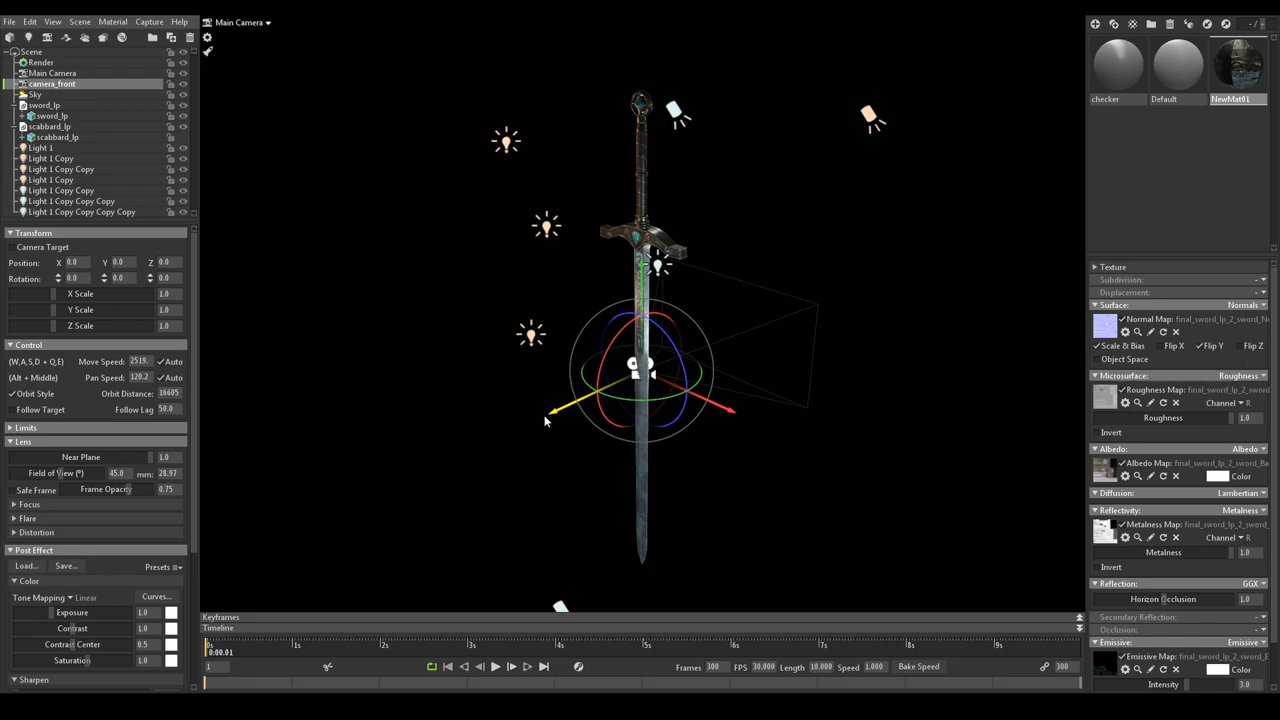 File Edit View Scene Material Capture Help
Main Camera
Scene
Render
Main Camera
camera_front
Sky
sword_lp
sword_lp
scabbard_lp
scabbard_lp
Light 1
Light 1 Copy
Light 1 Copy Copy
Light 1 Copy
Light 1 Copy Copy
Light 1 Copy Copy Copy
Light 1 Copy Copy Copy Copy
Transform
Camera Target
Position: X 0.0 Y 0.0 Z 0.0
Rotation: 0.0 0.0 0.0
X Scale 1.0
Y Scale 1.0
Z Scale 1.0
Control
(W,A,S,D + Q,E) Move Speed: 2519. Auto
(Alt + Middle) Pan Speed: 120.2 Auto
Orbit Style Orbit Distance: 16605
Follow Target Follow Lag 50.0
Limits
Lens
Near Plane 1.0
Field of View (°) 45.0 mm: 28.97
Safe Frame Frame Opacity 0.75
Focus
Flare
Distortion
Post Effect
Load... Save... Presets
Color
Tone Mapping Linear Curves...
Exposure 1.0
Contrast 1.0
Contrast Center 0.5
Saturation 1.0
Sharpen
Keyframes
Timeline
0s 1s 2s 3s 4s 5s 6s 7s 8s 9s
0:00.01
1 Frames 300 FPS 30.000 Length 10.000 Speed 1.000 Bake Speed 300
- /
checker Default NewMat01
Texture
Subdivision: -
Displacement: -
Surface: Normals
Normal Map: final_sword_lp_2_sword_No
Scale & Bias Flip X Flip Y Flip Z
Object Space
Microsurface: Roughness
Roughness Map: final_sword_lp_2_sword
Channel R
Roughness 1.0
Invert
Albedo: Albedo
Albedo Map: final_sword_lp_2_sword_Ba
Color
Diffusion: Lambertian
Reflectivity: Metalness
Metalness Map: final_sword_lp_2_sword_
Channel R
Metalness 1.0
Invert
Reflection: GGX
Horizon Occlusion 1.0
Secondary Reflection: -
Occlusion: -
Emissive: Emissive
Emissive Map: final_sword_lp_2_sword_E
Color
Intensity 3.0